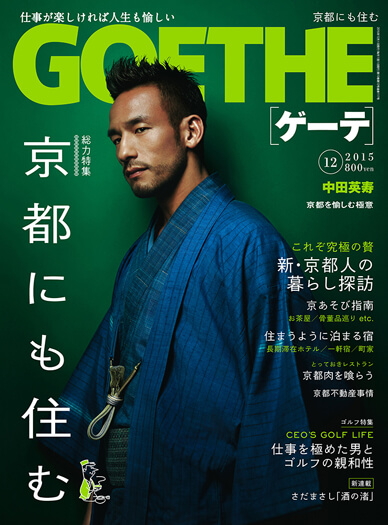 仕事が楽しければ人生も愉しい
京都にも住む
GOETHE
[ゲーテ]
12
2015
800yen
中田英寿
京都を愉しむ極意
総力特集
京都にも住む
これぞ究極の贅
新・京都人の
暮らし探訪
京あそび指南
お茶屋／骨董品巡り etc.
住まうように泊まる宿
長期滞在ホテル／一軒宿／町家
とっておきレストラン
京都肉を喰らう
京都不動産事情
ゴルフ特集
CEO'S GOLF LIFE
仕事を極めた男と
ゴルフの親和性
新連載
さだまさし「酒の渚」